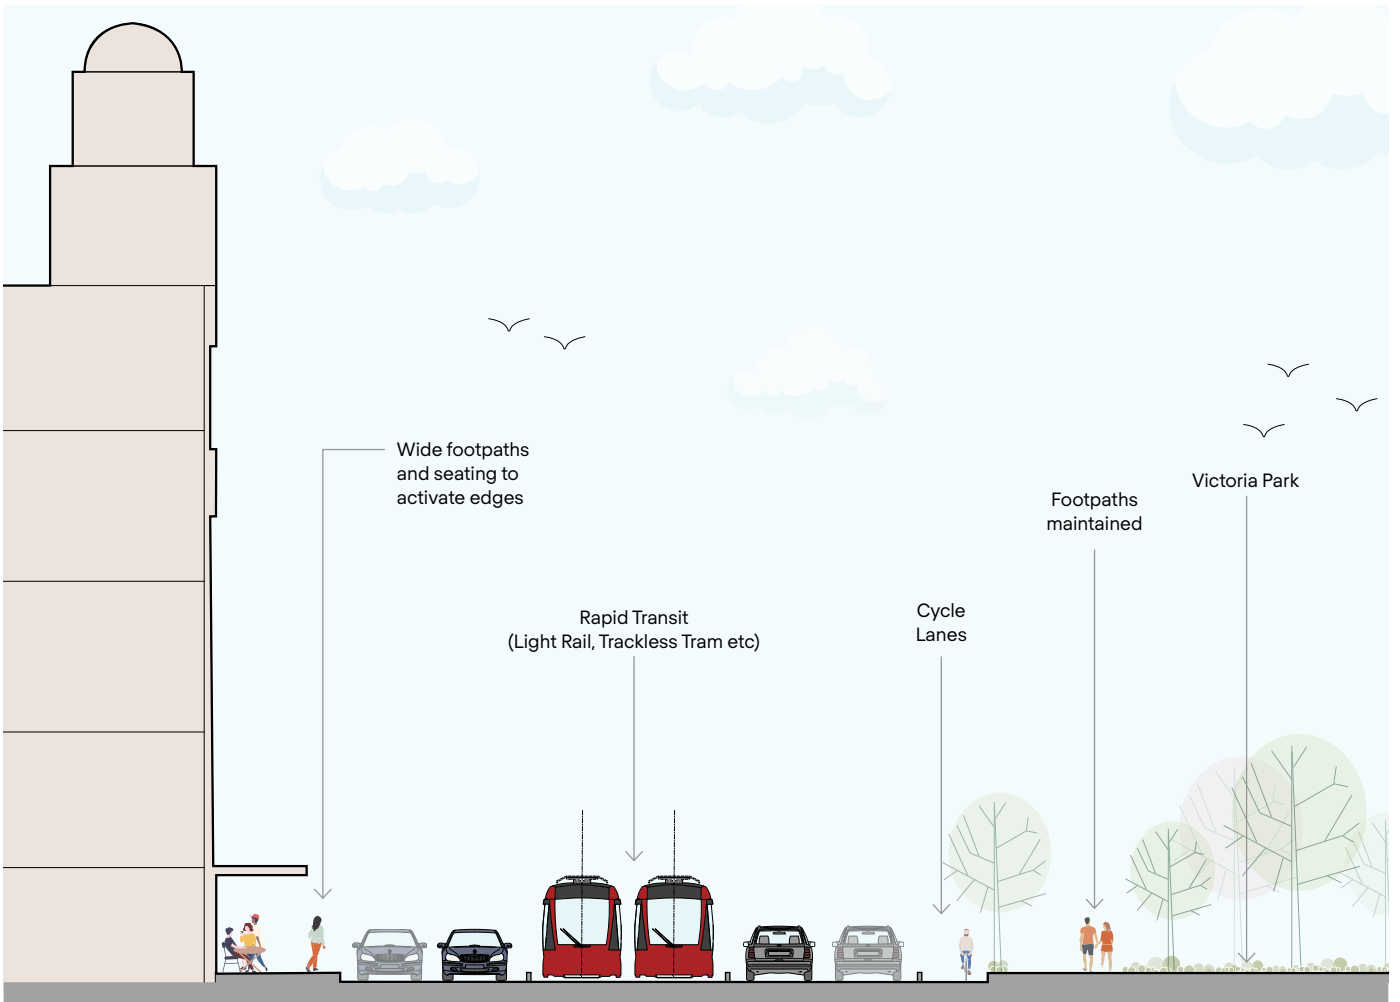 Wide footpaths
and seating to
activate edges
Rapid Transit
(Light Rail, Trackless Tram etc)
Cycle
Lanes
Footpaths
maintained
Victoria Park